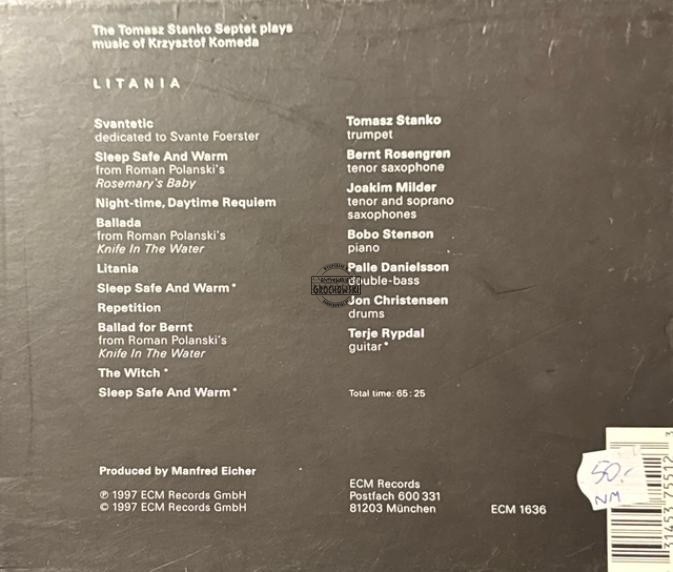 The Tomasz Stanko Septet plays
music of Krzysztof Komeda
LITANIA
Svantetic
dedicated to Svante Foerster
Sleep Safe And Warm
from Roman Polanski's
Rosemary's Baby
Night-time, Daytime Requiem
Ballada
from Roman Polanski's
Knife In The Water
Litania
Sleep Safe And Warm*
Repetition
Ballad for Bernt
from Roman Polanski's
Knife In The Water
The Witch *
Sleep Safe And Warm*
Tomasz Stanko
trumpet
Bernt Rosengren
tenor saxophone
Joakim Milder
tenor and soprano
saxophones
Bobo Stenson
piano
Palle Danielsson
double-bass
Jon Christensen
drums
Terje Rypdal
guitar*
Total time: 65:25
GROCHOWSKI
Produced by Manfred Eicher
℗ 1997 ECM Records GmbH
© 1997 ECM Records GmbH
ECM Records
Postfach 600 331
81203 München
ECM 1636
50.-
NM
31453 75512 3